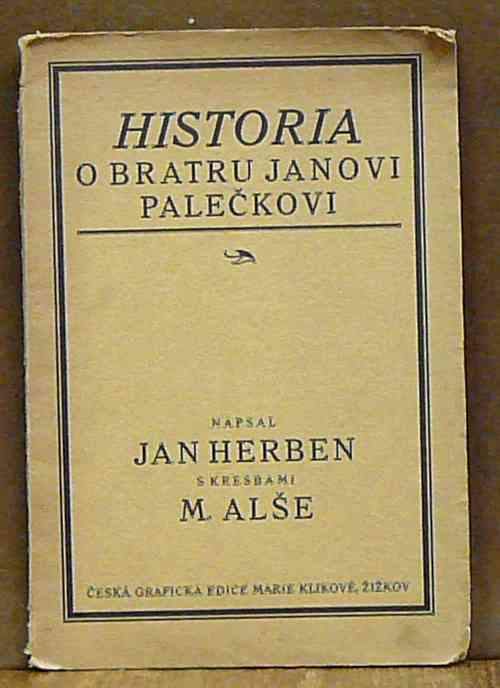 HISTORIA
O BRATRU JANOVI
PALEČKOVI
NAPSAL
JAN HERBEN
S KRESBAMI
M. ALŠE
ČESKÁ GRAFICKÁ EDICE MARIE KLIKOVÉ, ŽIŽKOV